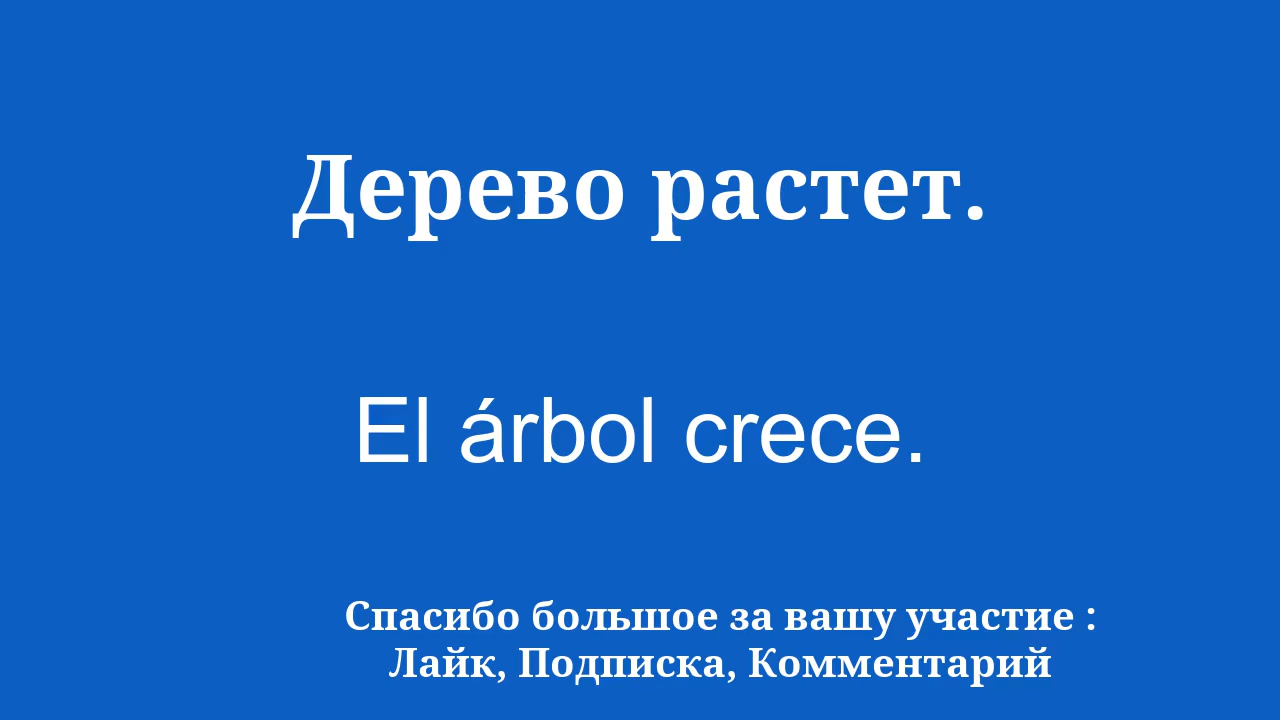 Дерево растет.
El árbol crece.
Спасибо большое за вашу участие :
Лайк, Подписка, Комментарий